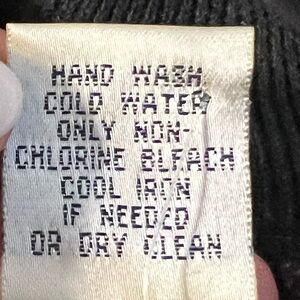 HAND WASH
COLD WATER
ONLY NON-
CHLORINE BLEACH
COOL IRON
IF NEEDED
OR DRY CLEAN